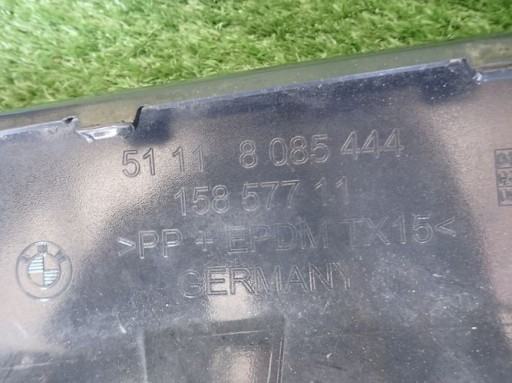 51 11 8 085 444
158 577 11
>PP + EPDM TX15<
GERMANY